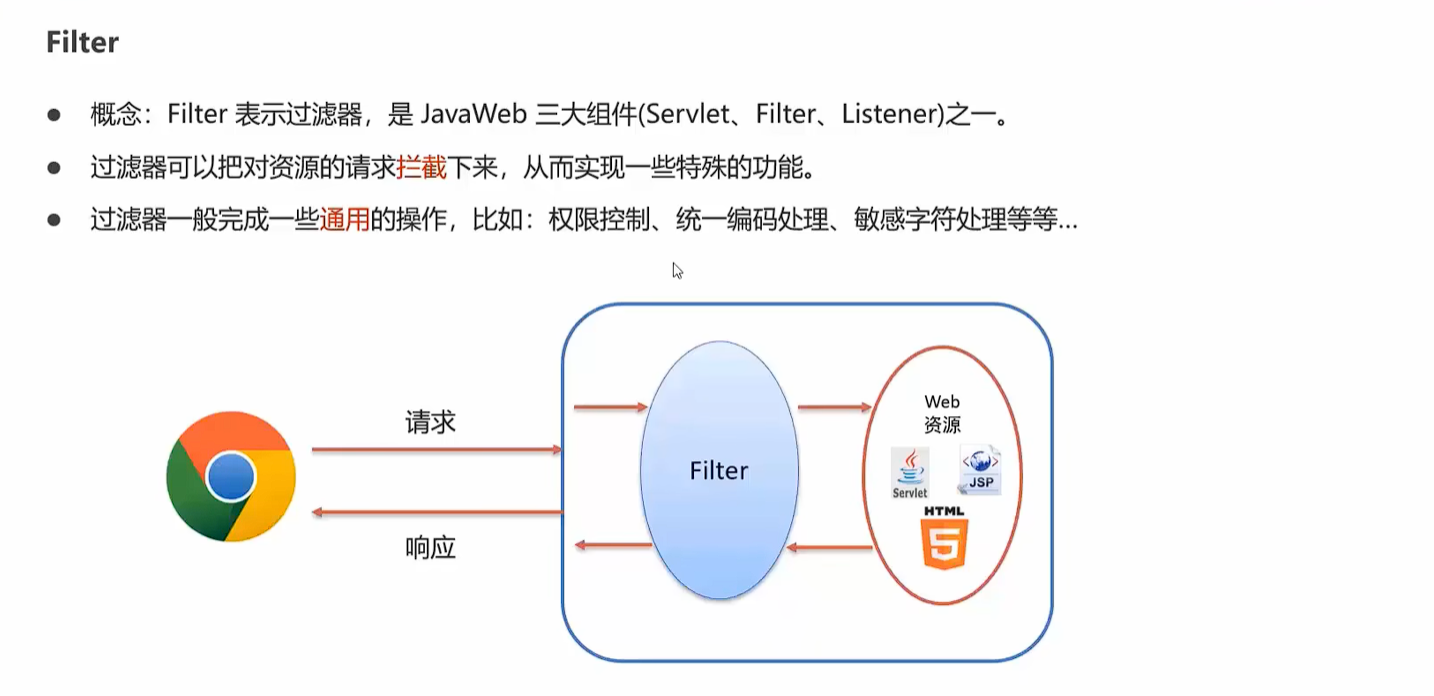 Filter
概念：Filter 表示过滤器，是 JavaWeb 三大组件(Servlet、Filter、Listener)之一。
过滤器可以把对资源的请求拦截下来，从而实现一些特殊的功能。
过滤器一般完成一些通用的操作，比如：权限控制、统一编码处理、敏感字符处理等等...
请求
响应
Filter
Web
资源
Servlet
JSP
HTML
5